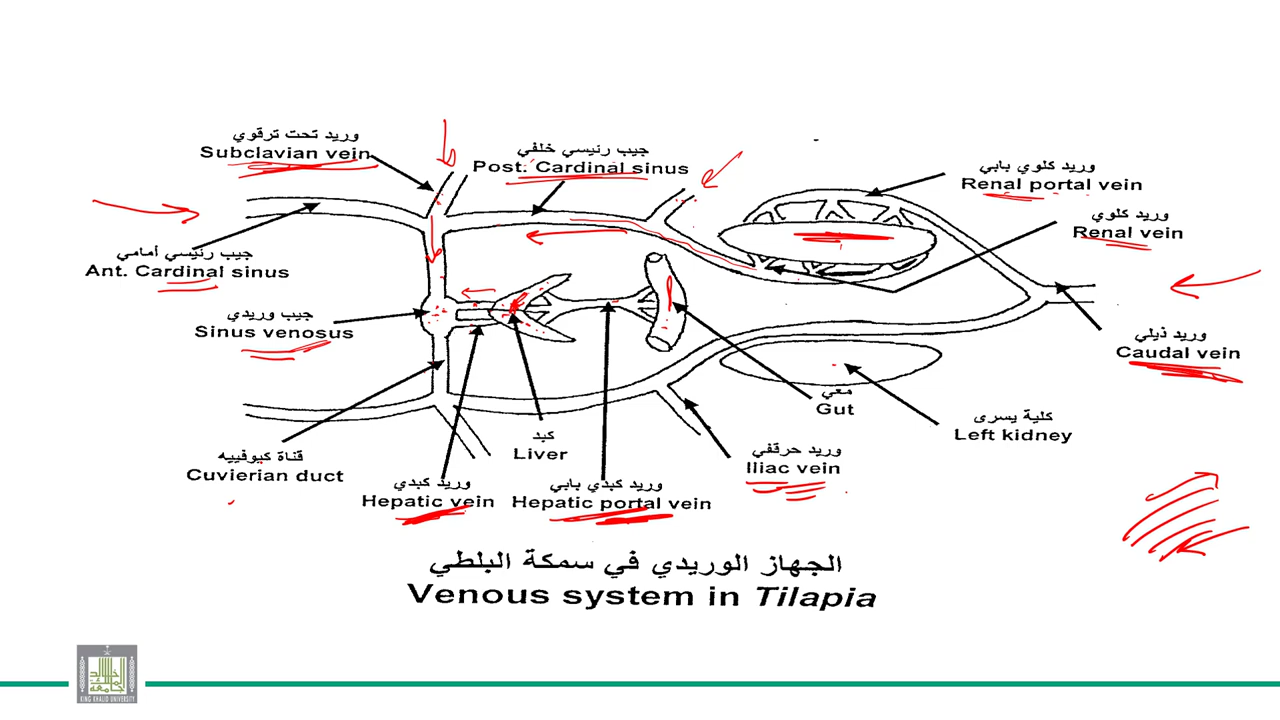 وريد تحت ترقوي
Subclavian vein
جيب رئيسي خلفي
Post. Cardinal sinus
وريد كلوي بابي
Renal portal vein
وريد كلوي
Renal vein
جيب رئيسي أمامي
Ant. Cardinal sinus
جيب وريدي
Sinus venosus
وريد ذيلي
Caudal vein
معي
Gut
كلية يسرى
Left kidney
كبد
Liver
وريد حرقفي
Iliac vein
قناة كيوفييه
Cuvierian duct
وريد كبدي
Hepatic vein
وريد كبدي بابي
Hepatic portal vein
الجهاز الوريدي في سمكة البلطي
Venous system in Tilapia
KING KHALID UNIVERSITY